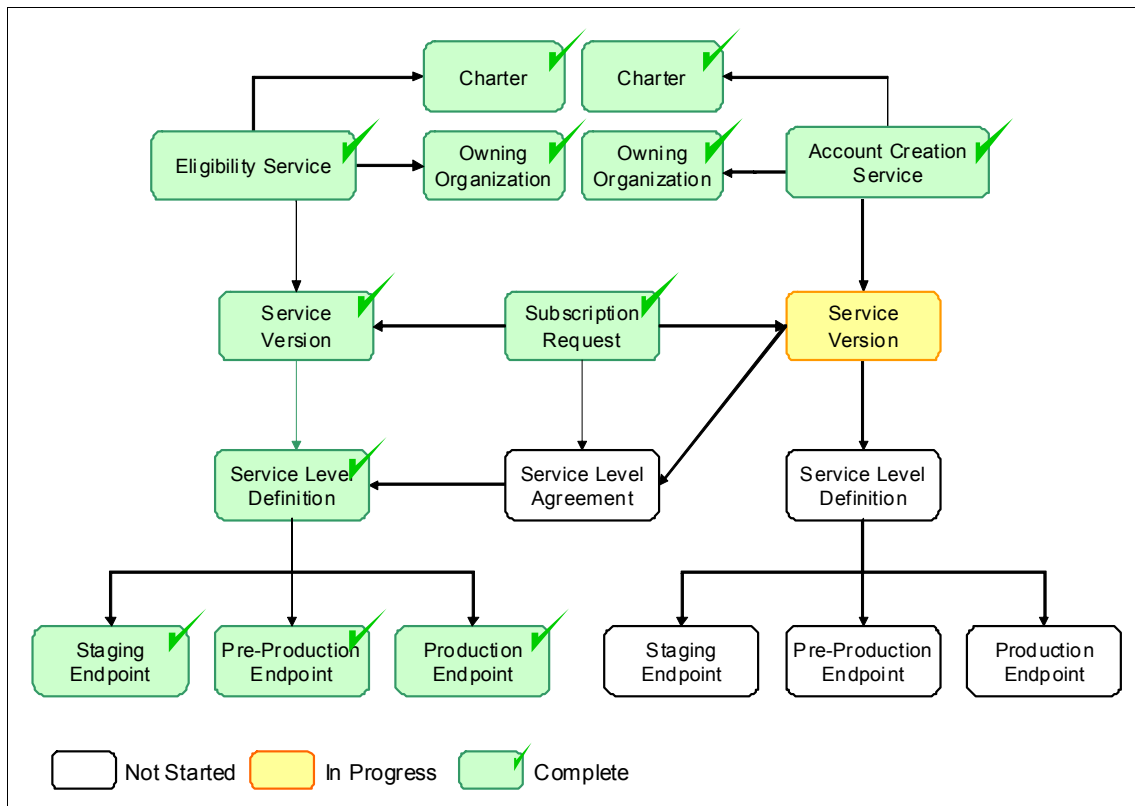 Charter
Charter
Eligibility Service
Owning
Organization
Owning
Organization
Account Creation
Service
Service
Version
Subscription
Request
Service
Version
Service Level
Definition
Service Level
Agreement
Service Level
Definition
Staging
Endpoint
Pre-Production
Endpoint
Production
Endpoint
Staging
Endpoint
Pre-Production
Endpoint
Production
Endpoint
Not Started
In Progress
Complete